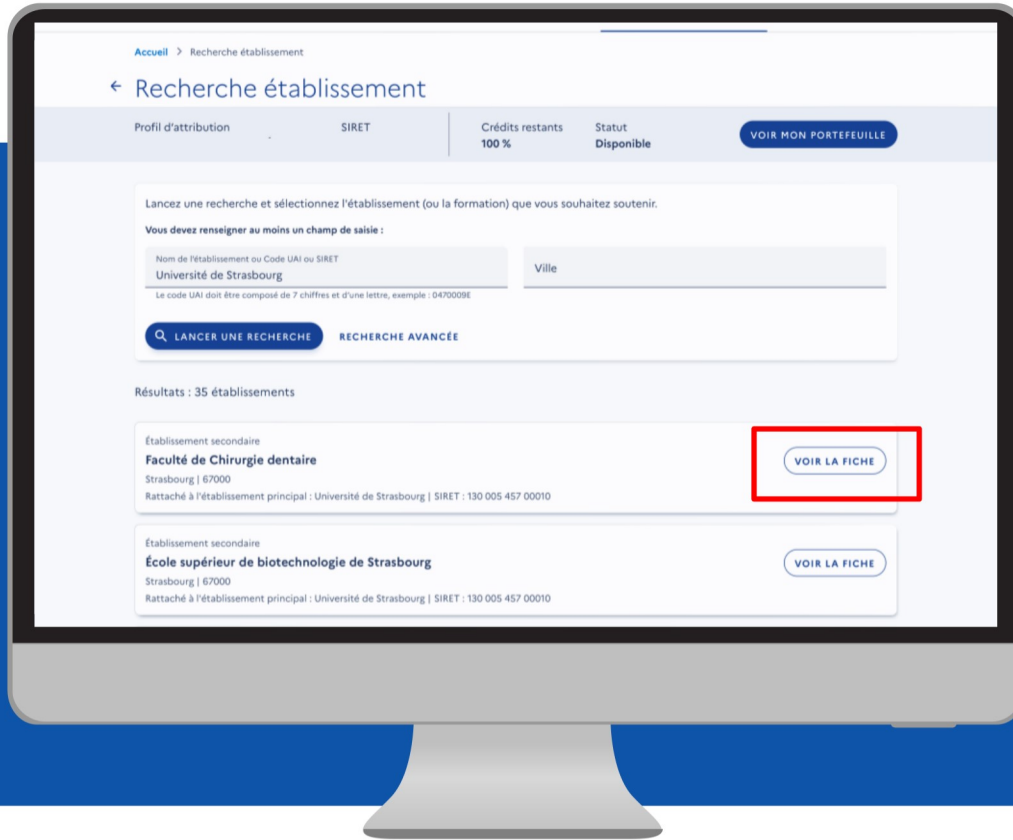 Accueil > Recherche établissement
← Recherche établissement
Profil d'attribution SIRET Crédits restants Statut
100 % Disponible
VOIR MON PORTEFEUILLE
Lancez une recherche et sélectionnez l'établissement (ou la formation) que vous souhaitez soutenir.
Vous devez renseigner au moins un champ de saisie :
Nom de l'établissement ou Code UAI ou SIRET
Université de Strasbourg
Ville
Le code UAI doit être composé de 7 chiffres et d'une lettre, exemple : 0470009E
LANCER UNE RECHERCHE RECHERCHE AVANCÉE
Résultats : 35 établissements
Établissement secondaire
Faculté de Chirurgie dentaire
Strasbourg | 67000
Rattaché à l'établissement principal : Université de Strasbourg | SIRET : 130 005 457 00010
VOIR LA FICHE
Établissement secondaire
École supérieur de biotechnologie de Strasbourg
Strasbourg | 67000
Rattaché à l'établissement principal : Université de Strasbourg | SIRET : 130 005 457 00010
VOIR LA FICHE